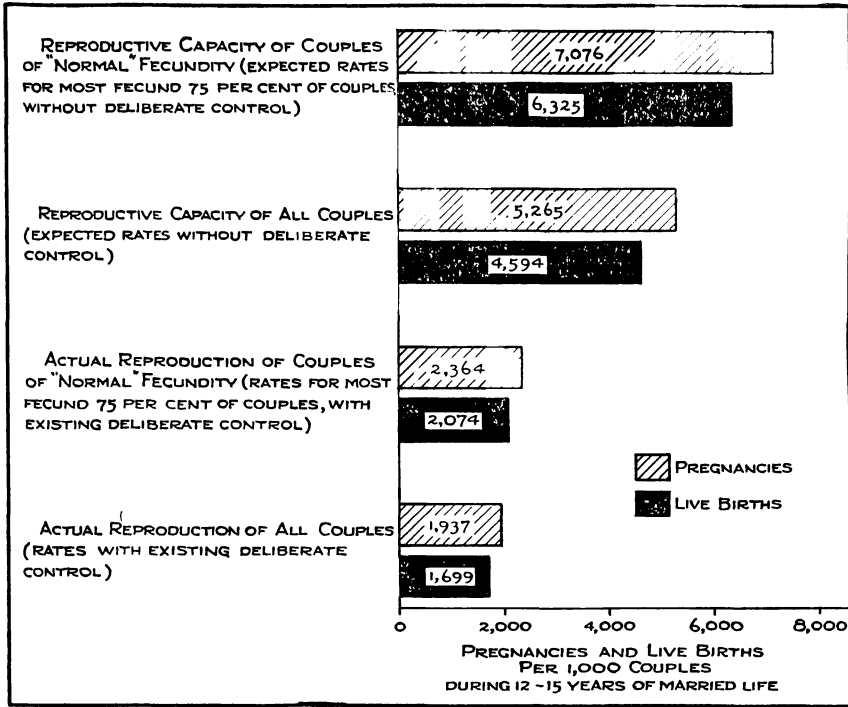 REPRODUCTIVE CAPACITY OF COUPLES
OF "NORMAL" FECUNDITY (EXPECTED RATES
FOR MOST FECUND 75 PER CENT OF COUPLES,
WITHOUT DELIBERATE CONTROL)
7,076
6,325
REPRODUCTIVE CAPACITY OF ALL COUPLES
(EXPECTED RATES WITHOUT DELIBERATE
CONTROL)
5,265
4,594
ACTUAL REPRODUCTION OF COUPLES
OF "NORMAL" FECUNDITY (RATES FOR MOST
FECUND 75 PER CENT OF COUPLES, WITH
EXISTING DELIBERATE CONTROL)
2,364
2,074
PREGNANCIES
LIVE BIRTHS
ACTUAL REPRODUCTION OF ALL COUPLES
(RATES WITH EXISTING DELIBERATE
CONTROL)
1,937
1,699
0 2,000 4,000 6,000 8,000
PREGNANCIES AND LIVE BIRTHS
PER 1,000 COUPLES
DURING 12-15 YEARS OF MARRIED LIFE